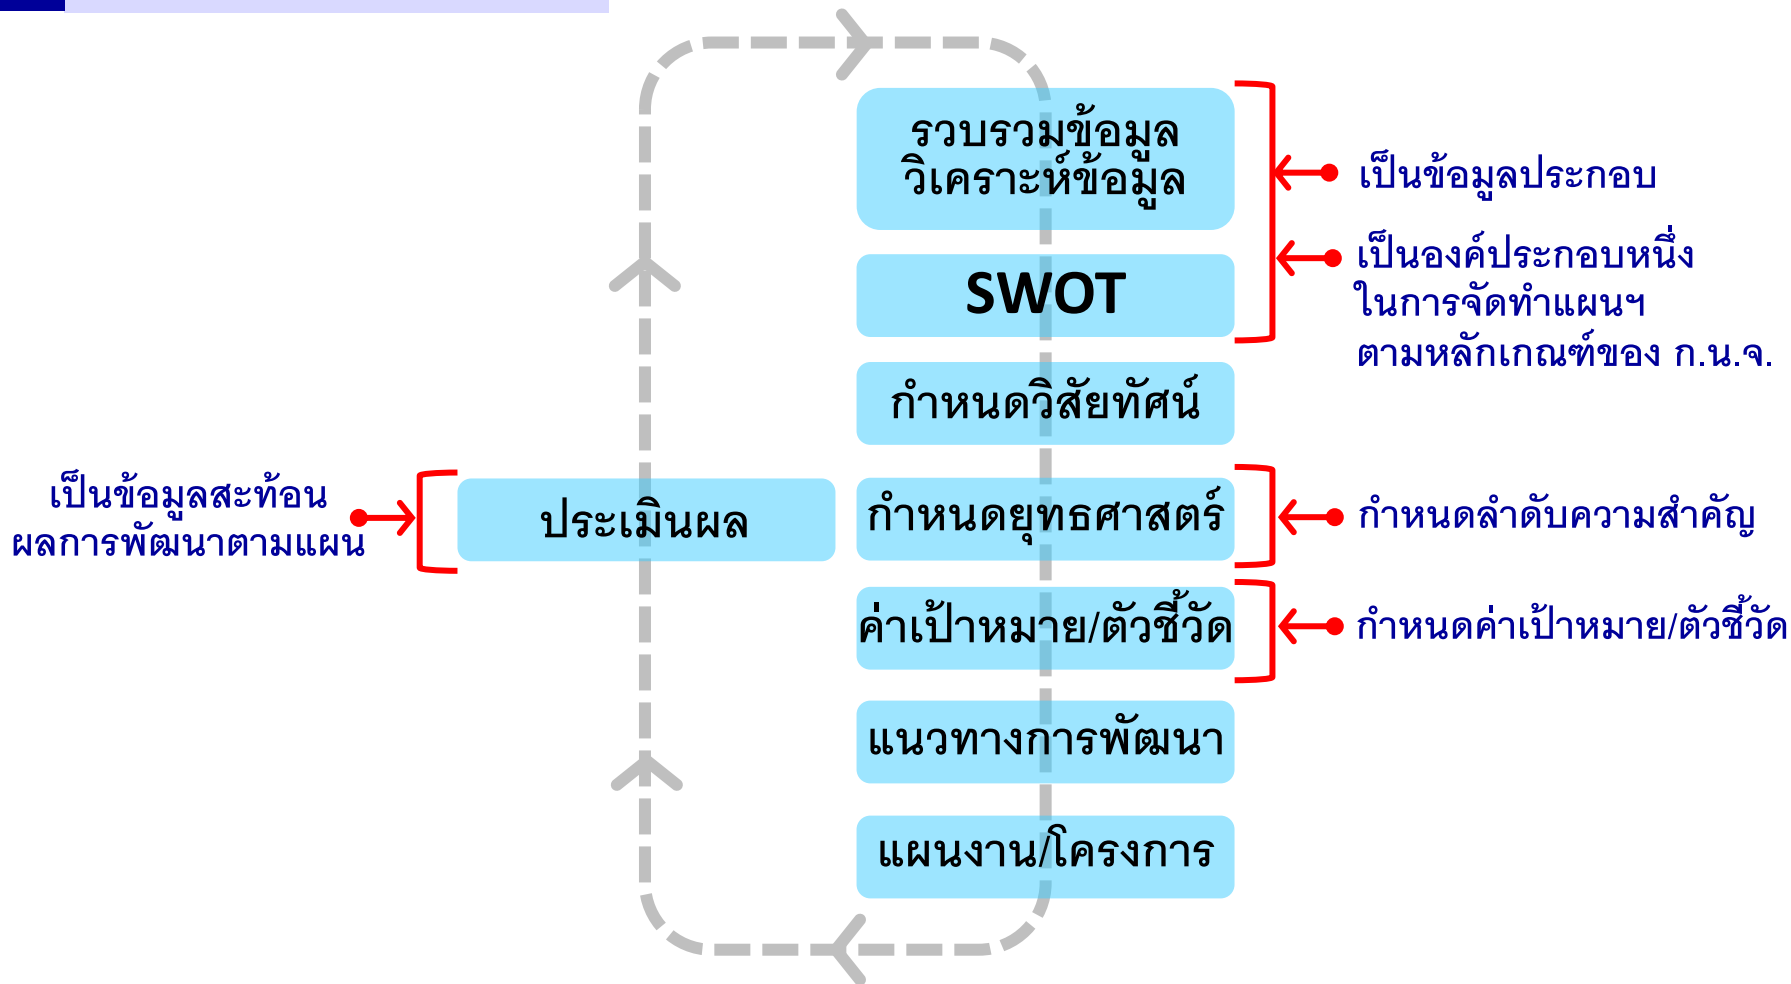 รวบรวมข้อมูล
วิเคราะห์ข้อมูล
เป็นข้อมูลประกอบ
SWOT
เป็นองค์ประกอบหนึ่ง
ในการจัดทำแผนฯ
ตามหลักเกณฑ์ของ ก.น.จ.
กำหนดวิสัยทัศน์
เป็นข้อมูลสะท้อน
ผลการพัฒนาตามแผน
ประเมินผล
กำหนดยุทธศาสตร์
กำหนดลำดับความสำคัญ
ค่าเป้าหมาย/ตัวชี้วัด
กำหนดค่าเป้าหมาย/ตัวชี้วัด
แนวทางการพัฒนา
แผนงาน/โครงการ